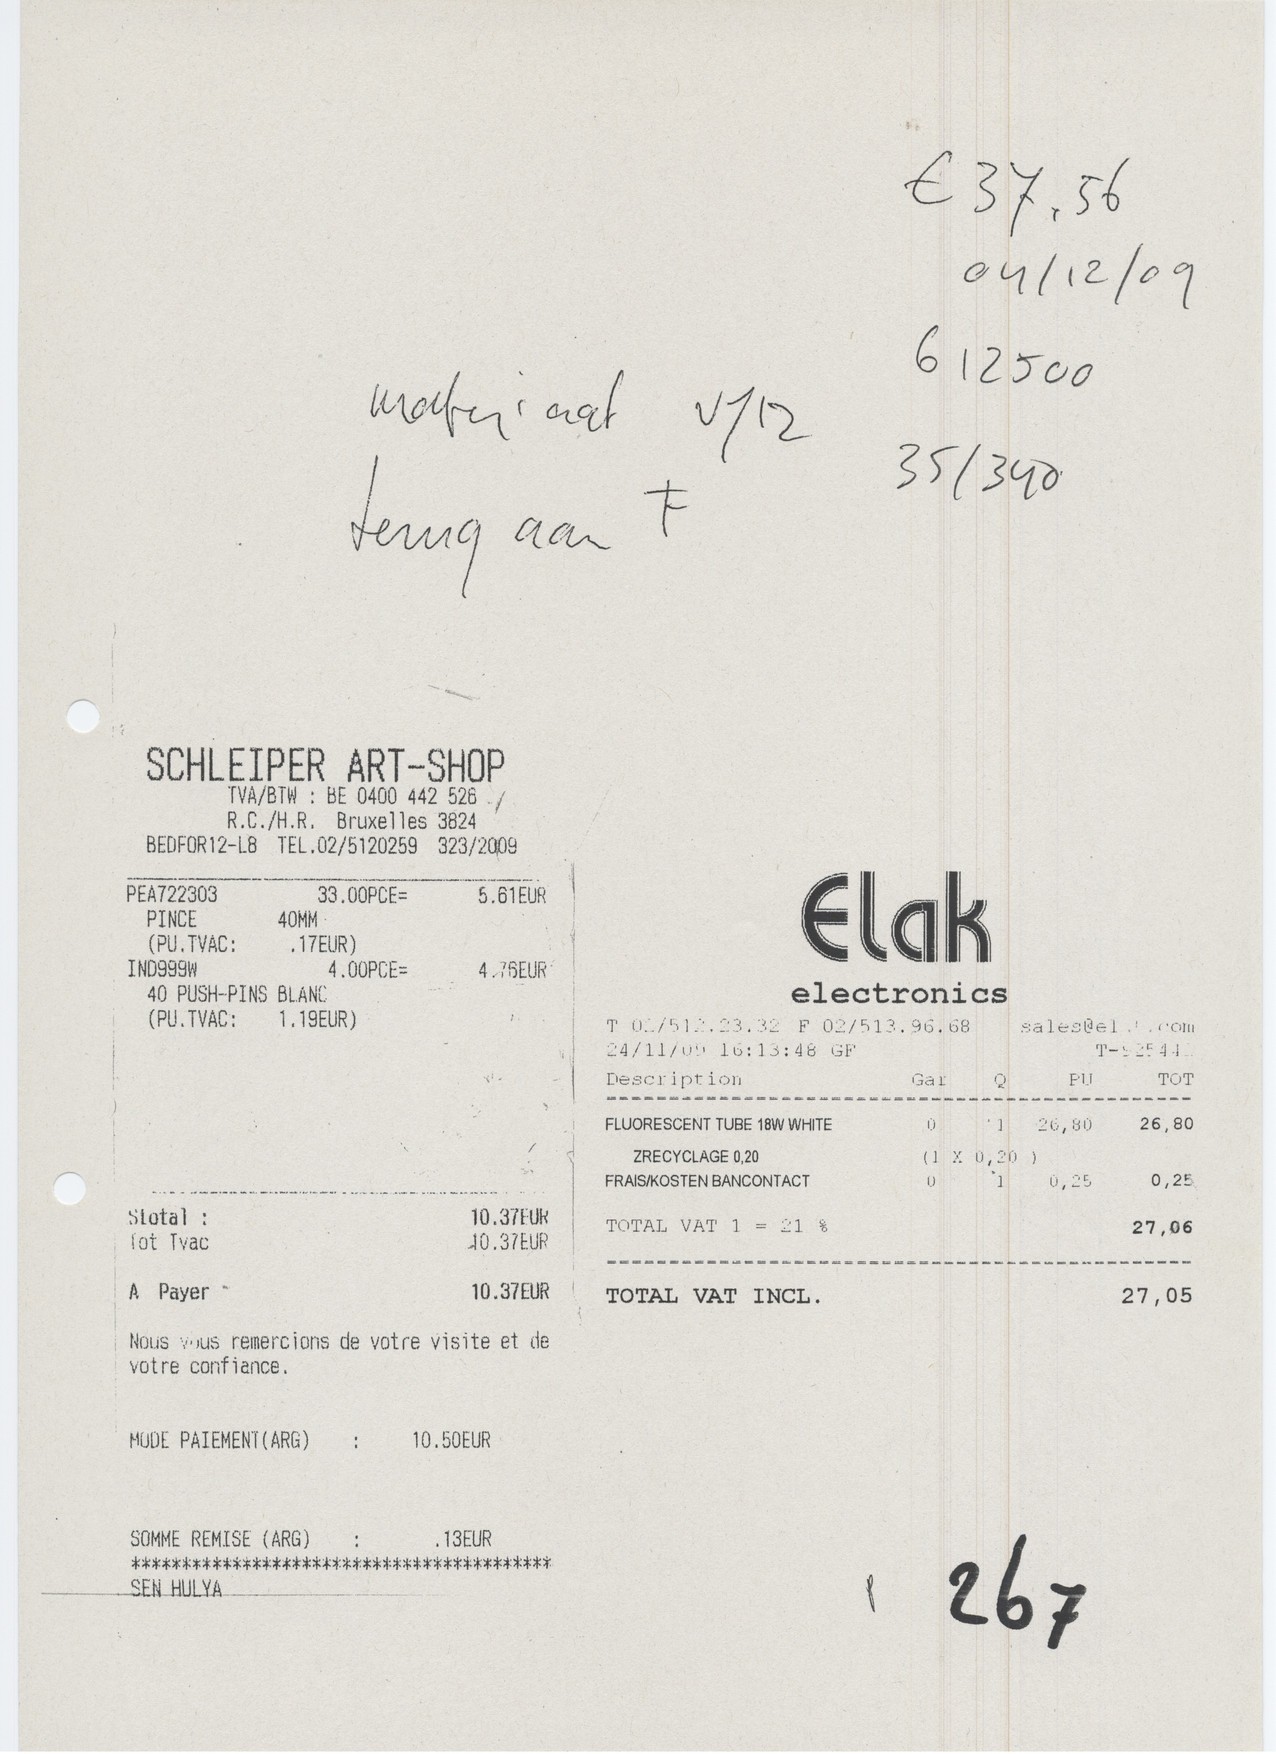 € 37,56
04/12/09
612500
materiaal v/12
35/340
terug aan F
SCHLEIPER ART-SHOP
TVA/BTW : BE 0400 442 526
R.C./H.R. Bruxelles 3824
BEDFOR12-L8 TEL.02/5120259 323/2009
PEA722303 33.00PCE= 5.61EUR
PINCE 40MM
(PU.TVAC: .17EUR)
IND999W 4.00PCE= 4.76EUR
40 PUSH-PINS BLANC
(PU.TVAC: 1.19EUR)
Stotal : 10.37EUR
Tot Tvac 10.37EUR
A Payer 10.37EUR
Nous vous remercions de votre visite et de
votre confiance.
MODE PAIEMENT(ARG) : 10.50EUR
SOMME REMISE (ARG) : .13EUR
******************************************
SEN HULYA
Elak
electronics
T 02/512.23.32 F 02/513.96.68 sales@el
24/11/09 16:13:48 GF
Description Gar Q PU TOT
FLUORESCENT TUBE 18W WHITE 0 1 26,80 26,80
ZRECYCLAGE 0,20 (1 X 0,20 )
FRAIS/KOSTEN BANCONTACT 0 1 0,25 0,25
TOTAL VAT 1 = 21 % 27,06
TOTAL VAT INCL. 27,05
267